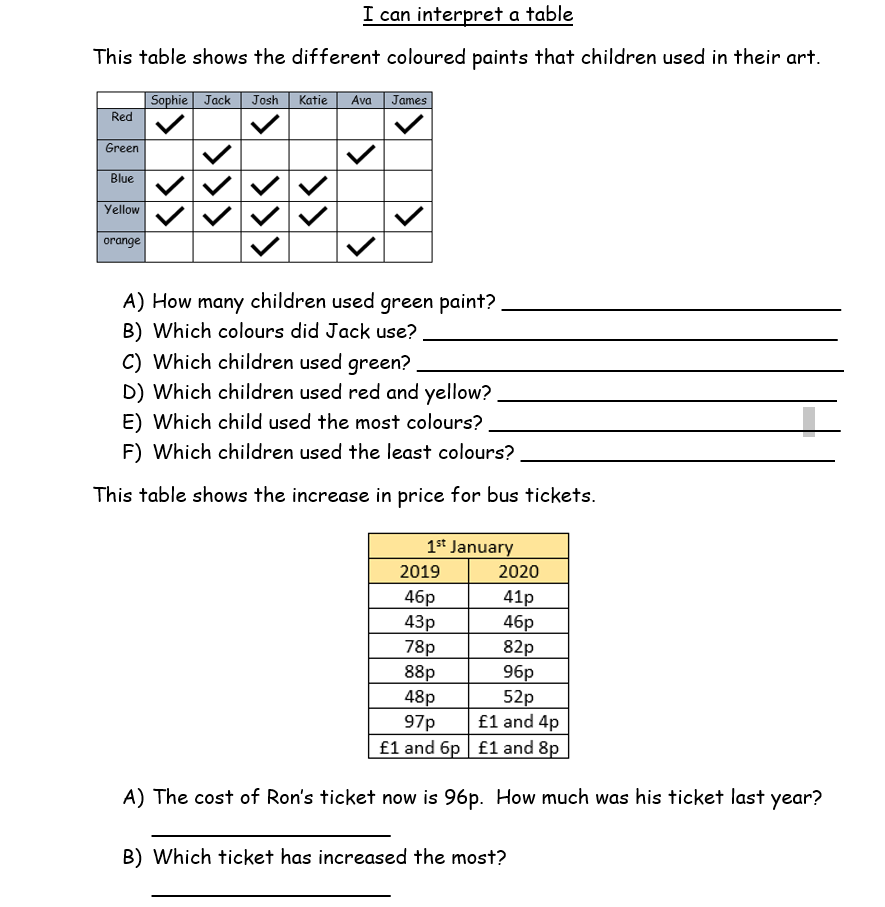 I can interpret a table
This table shows the different coloured paints that children used in their art.
Sophie Jack Josh Katie Ava James
Red ✓ ✓ ✓
Green ✓ ✓
Blue ✓ ✓ ✓ ✓
Yellow ✓ ✓ ✓ ✓ ✓
orange ✓ ✓
A) How many children used green paint?
B) Which colours did Jack use?
C) Which children used green?
D) Which children used red and yellow?
E) Which child used the most colours?
F) Which children used the least colours?
This table shows the increase in price for bus tickets.
1st January
2019 2020
46p 41p
43p 46p
78p 82p
88p 96p
48p 52p
97p £1 and 4p
£1 and 6p £1 and 8p
A) The cost of Ron's ticket now is 96p. How much was his ticket last year?
B) Which ticket has increased the most?